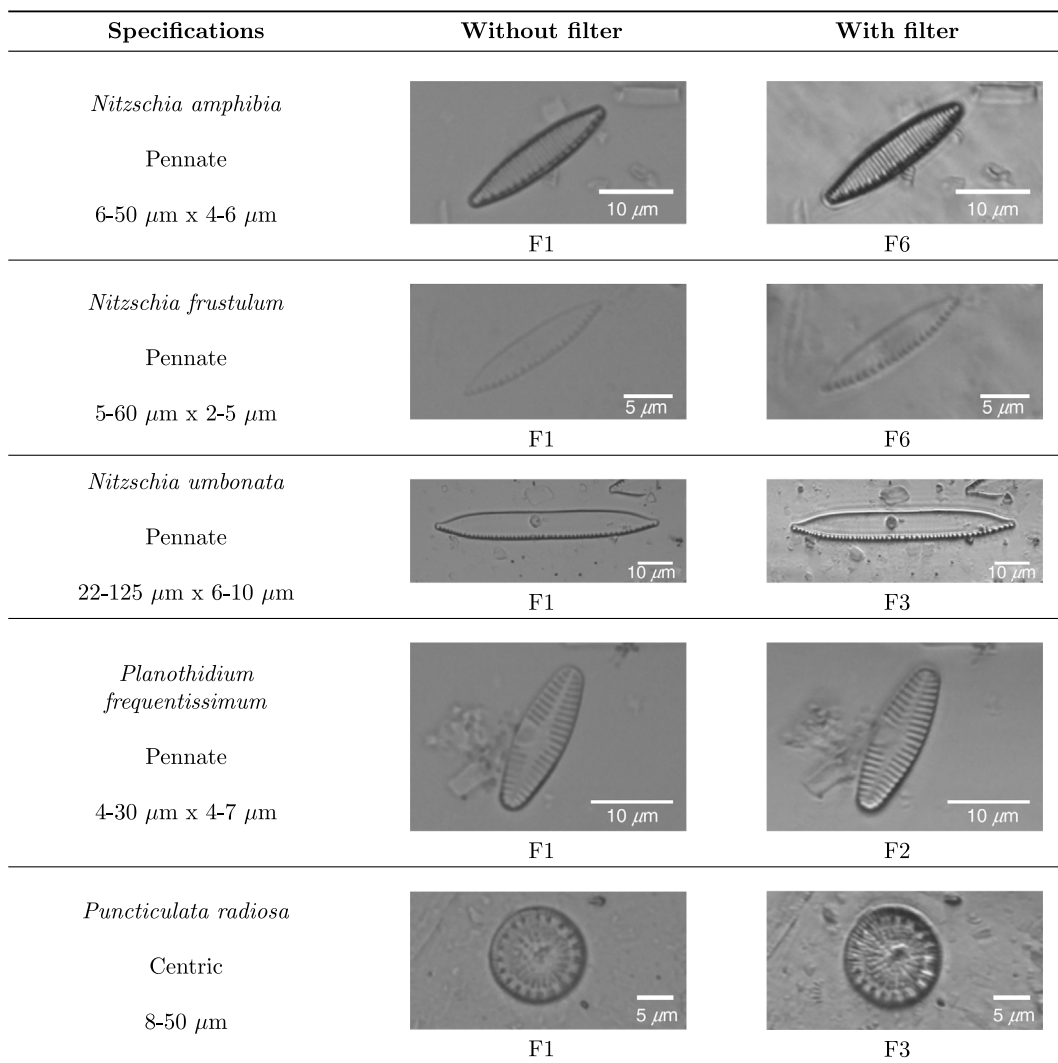 Specifications Without filter With filter
Nitzschia amphibia
Pennate
6-50 μm x 4-6 μm
10 μm 10 μm
F1 F6
Nitzschia frustulum
Pennate
5-60 μm x 2-5 μm
5 μm 5 μm
F1 F6
Nitzschia umbonata
Pennate
22-125 μm x 6-10 μm
10 μm 10 μm
F1 F3
Planothidium
frequentissimum
Pennate
4-30 μm x 4-7 μm
10 μm 10 μm
F1 F2
Puncticulata radiosa
Centric
8-50 μm
5 μm 5 μm
F1 F3